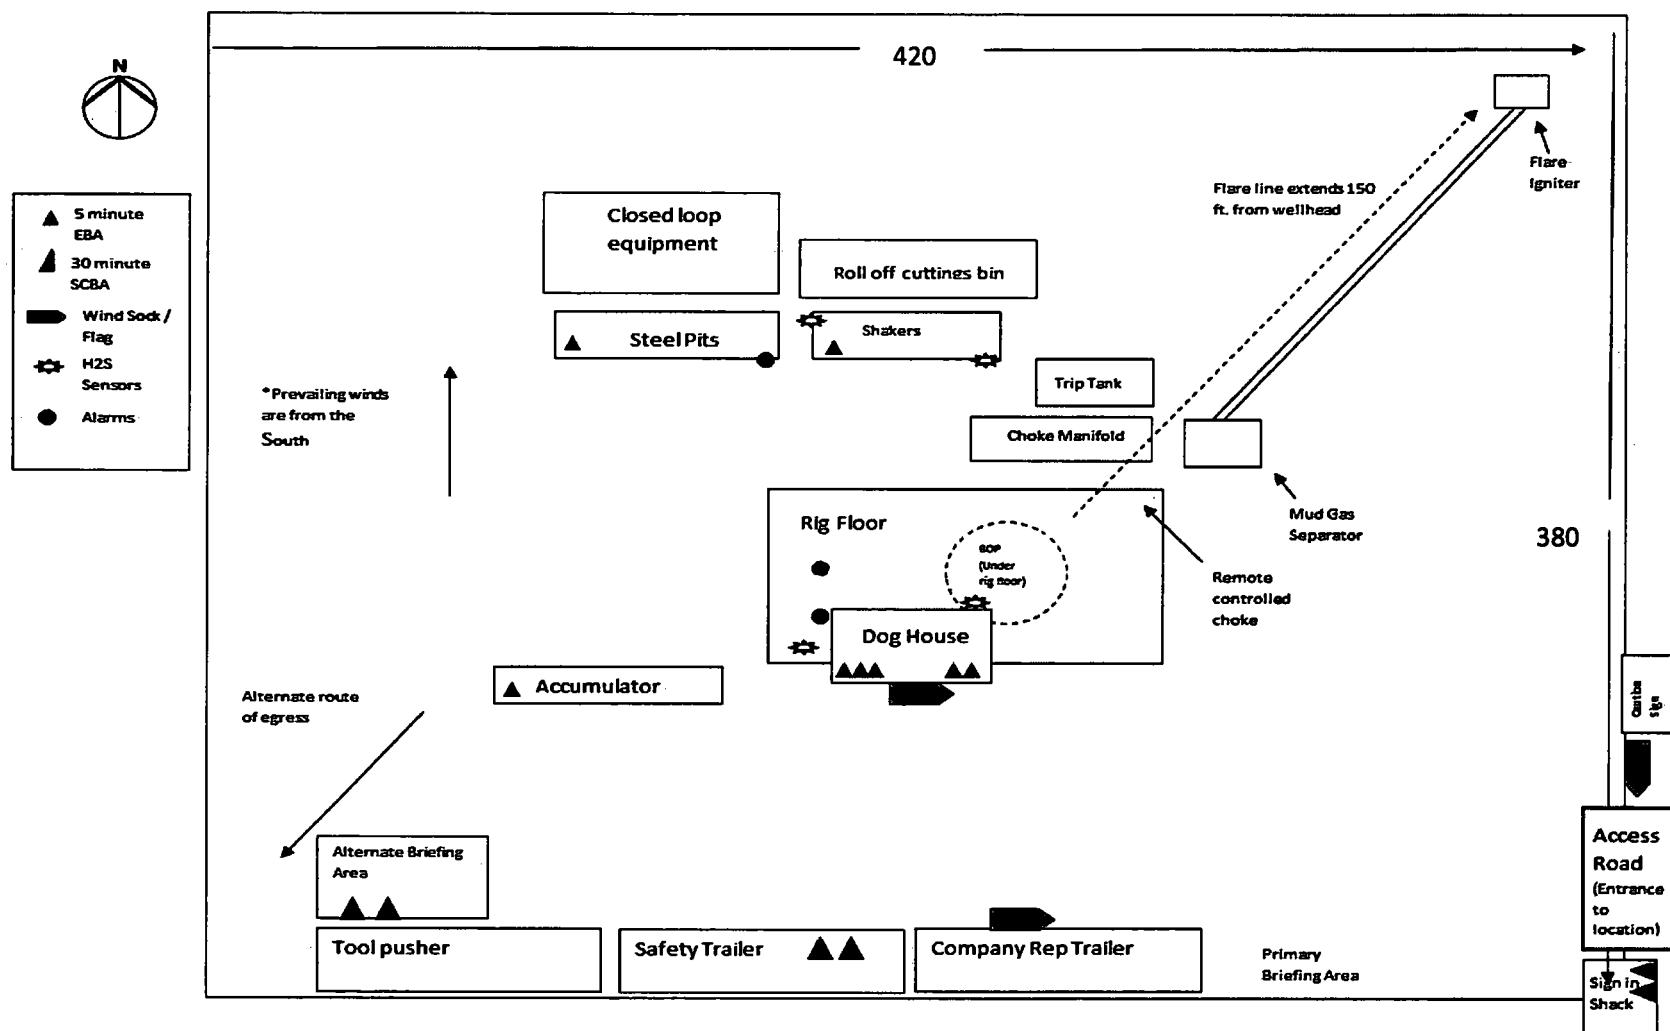 420
N
Flare
Igniter
5 minute
EBA
30 minute
SCBA
Wind Sock /
Flag
H2S
Sensors
Alarms
Flare line extends 150
ft. from wellhead
Closed loop
equipment
Roll off cuttings bin
Steel Pits
Shakers
Trip Tank
Choke Manifold
*Prevailing winds
are from the
South
Rig Floor
BOP
(Under
rig floor)
Mud Gas
Separator
380
Remote
controlled
choke
Dog House
Accumulator
Alternate route
of egress
Sign
Access
Road
(Entrance
to
location)
Alternate Briefing
Area
Tool pusher
Safety Trailer
Company Rep Trailer
Primary
Briefing Area
Sign in
Shack